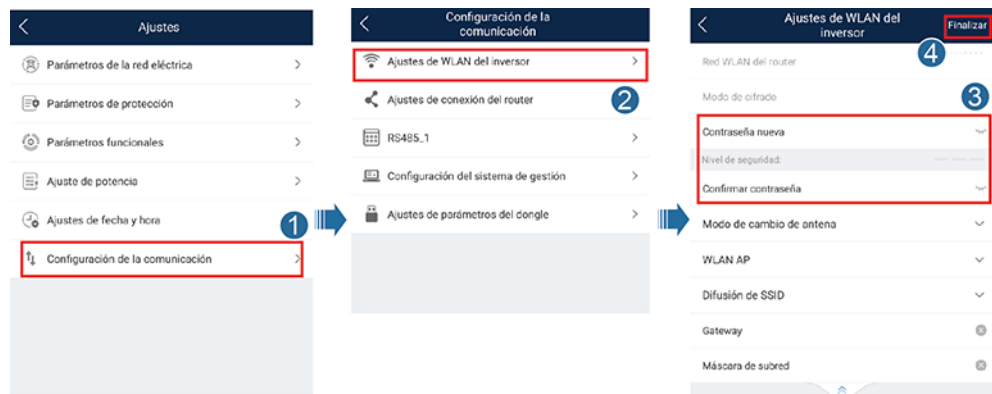 Ajustes
Parámetros de la red eléctrica
Parámetros de protección
Parámetros funcionales
Ajuste de potencia
Ajustes de fecha y hora
1
Configuración de la comunicación
Configuración de la
comunicación
Ajustes de WLAN del inversor
2
Ajustes de conexión del router
RS485_1
Configuración del sistema de gestión
Ajustes de parámetros del dongle
Ajustes de WLAN del
inversor
Finalizar
4
Red WLAN del router
Modo de cifrado
3
Contraseña nueva
Nivel de seguridad:
Confirmar contraseña
Modo de cambio de antena
WLAN AP
Difusión de SSID
Gateway
Máscara de subred